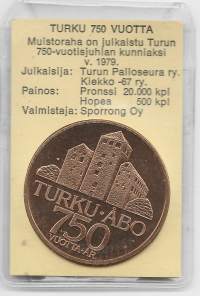 TURKU 750 VUOTTA
Muistoraha on julkaistu Turun
750-vuotisjuhlan kunniaksi
v. 1979.
Julkaisija: Turun Palloseura ry.
Kiekko -67 ry.
Painos: Pronssi 20.000 kpl
Hopea 500 kpl
Valmistaja: Sporrong Oy
TURKU·ÅBO
750
VUOTTA·ÅR